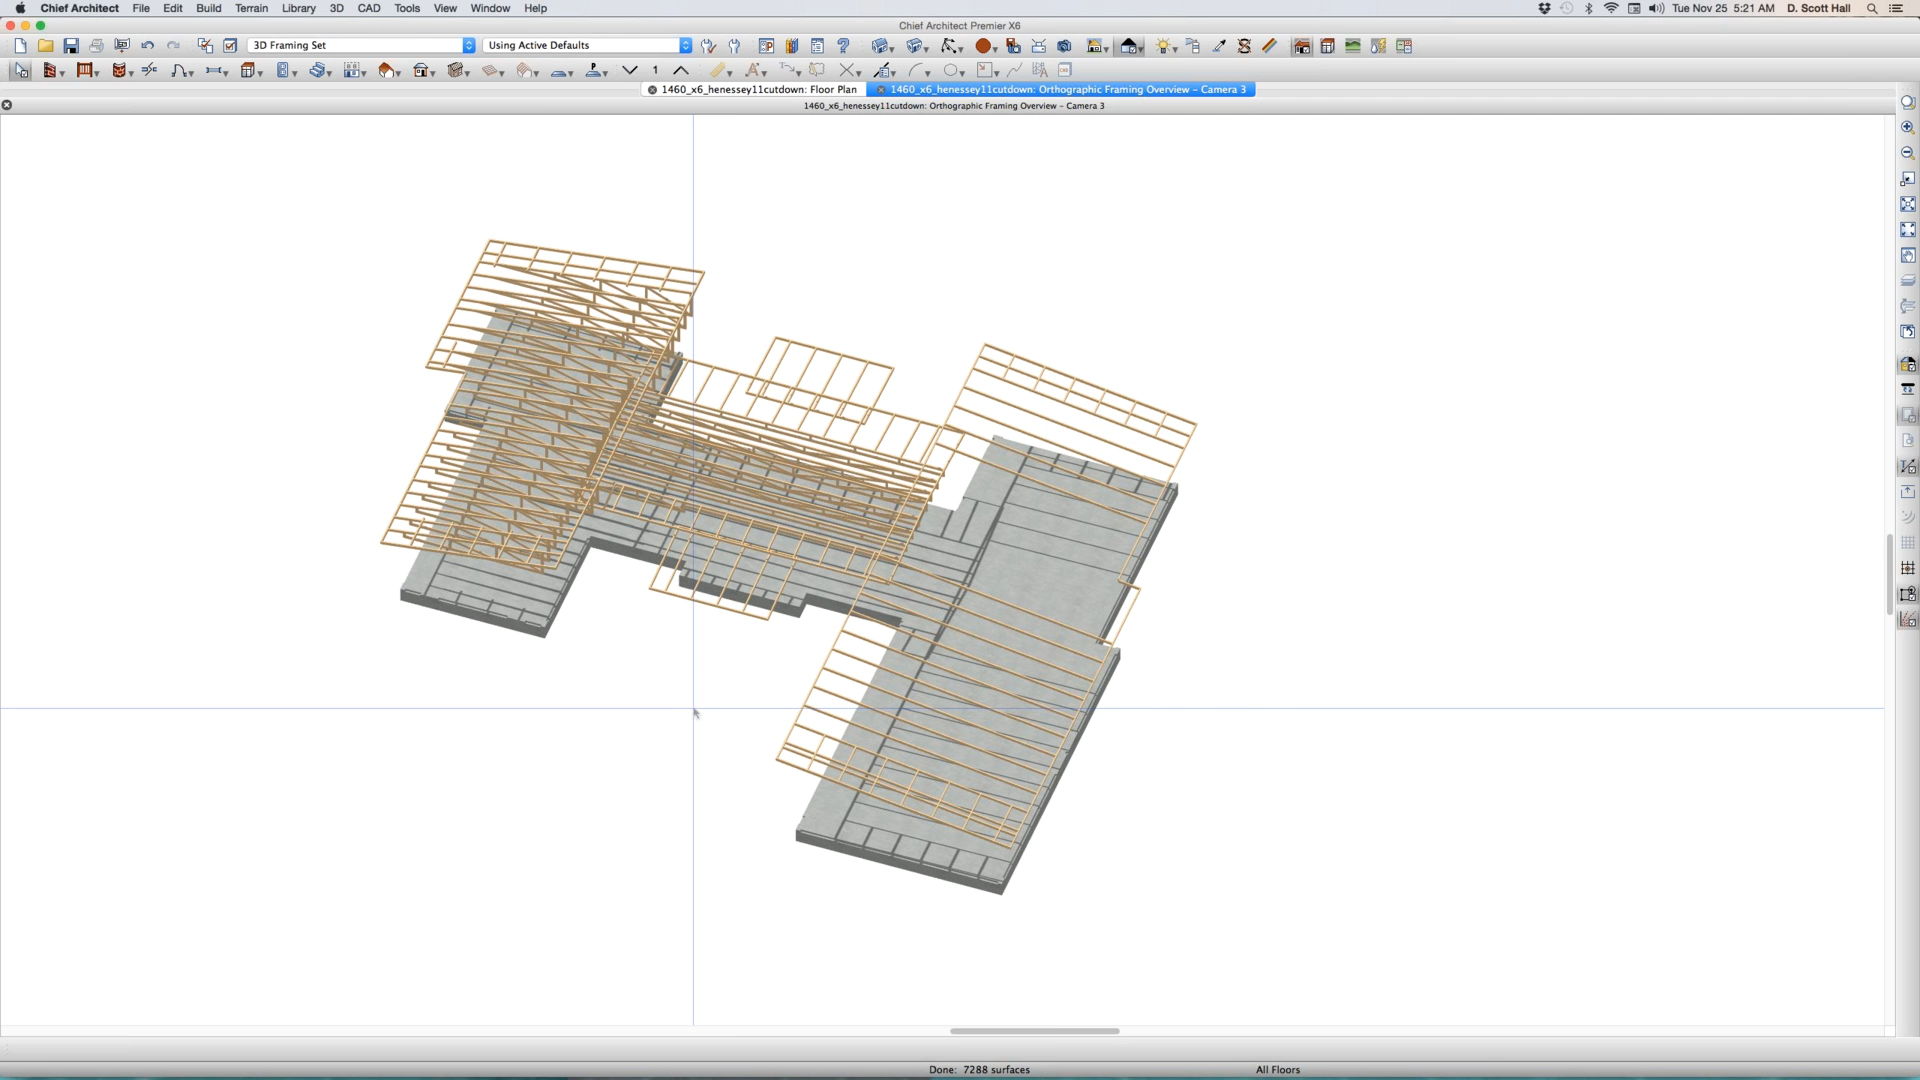 Chief Architect File Edit Build Terrain Library 3D CAD Tools View Window Help Tue Nov 25 5:21 AM D. Scott Hall
Chief Architect Premier X6
3D Framing Set Using Active Defaults
1
1460_x6_henessey11cutdown: Floor Plan 1460_x6_henessey11cutdown: Orthographic Framing Overview - Camera 3
1460_x6_henessey11cutdown: Orthographic Framing Overview - Camera 3
Done: 7288 surfaces All Floors